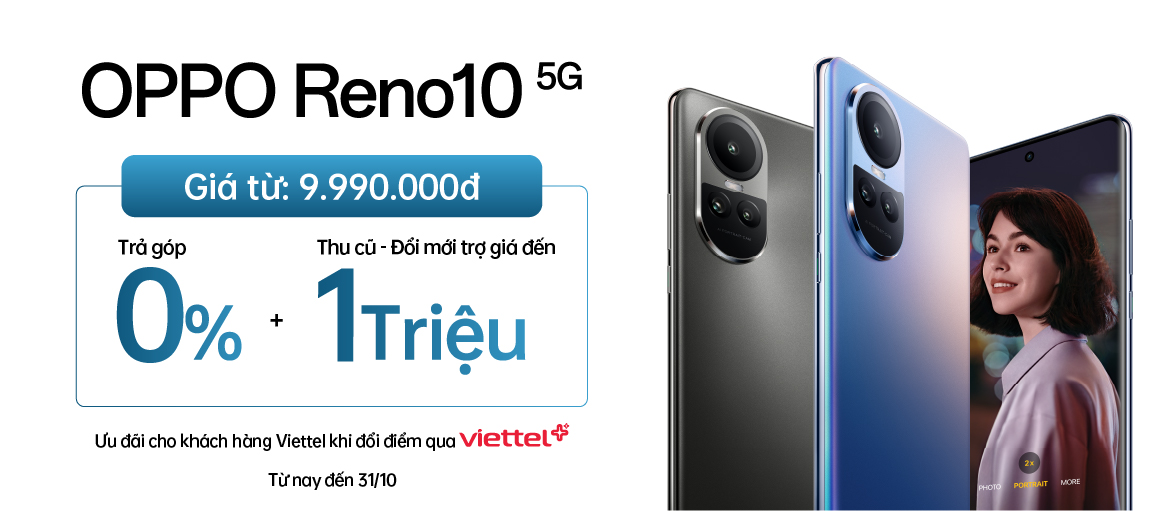 OPPO Reno10 5G
Giá từ: 9.990.000đ
Trả góp
0%
+
Thu cũ - Đổi mới trợ giá đến
1Triệu
Ưu đãi cho khách hàng Viettel khi đổi điểm qua viettel++
Từ nay đến 31/10
2x
PHOTO PORTRAIT MORE